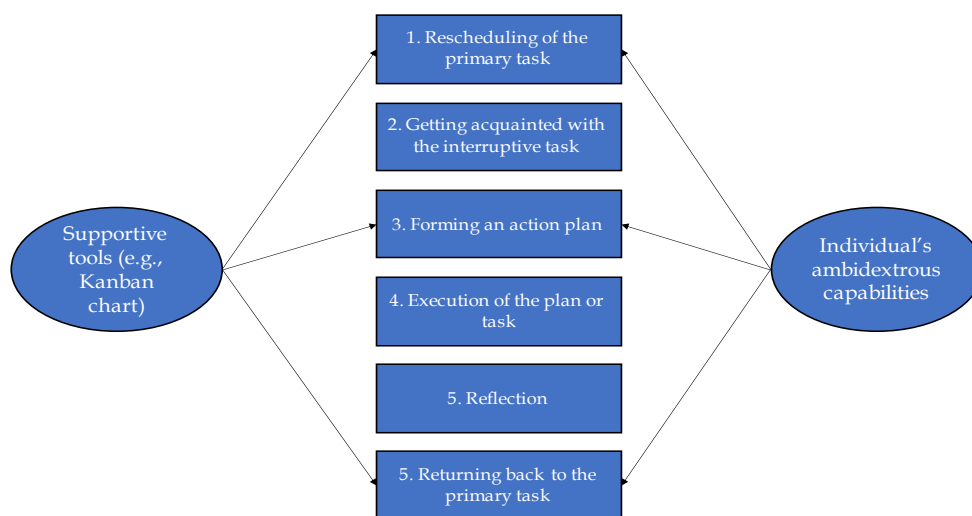 1. Rescheduling of the
primary task
2. Getting acquainted with
the interruptive task
3. Forming an action plan
Supportive
tools (e.g.,
Kanban
chart)
Individual's
ambidextrous
capabilities
4. Execution of the plan or
task
5. Reflection
5. Returning back to the
primary task